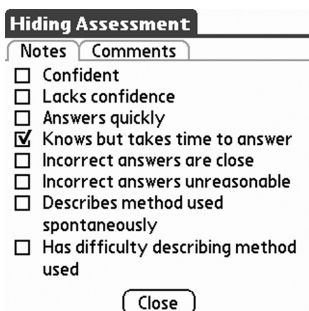 Hiding Assessment
Notes Comments
Confident
Lacks confidence
Answers quickly
Knows but takes time to answer
Incorrect answers are close
Incorrect answers unreasonable
Describes method used
spontaneously
Has difficulty describing method
used
Close